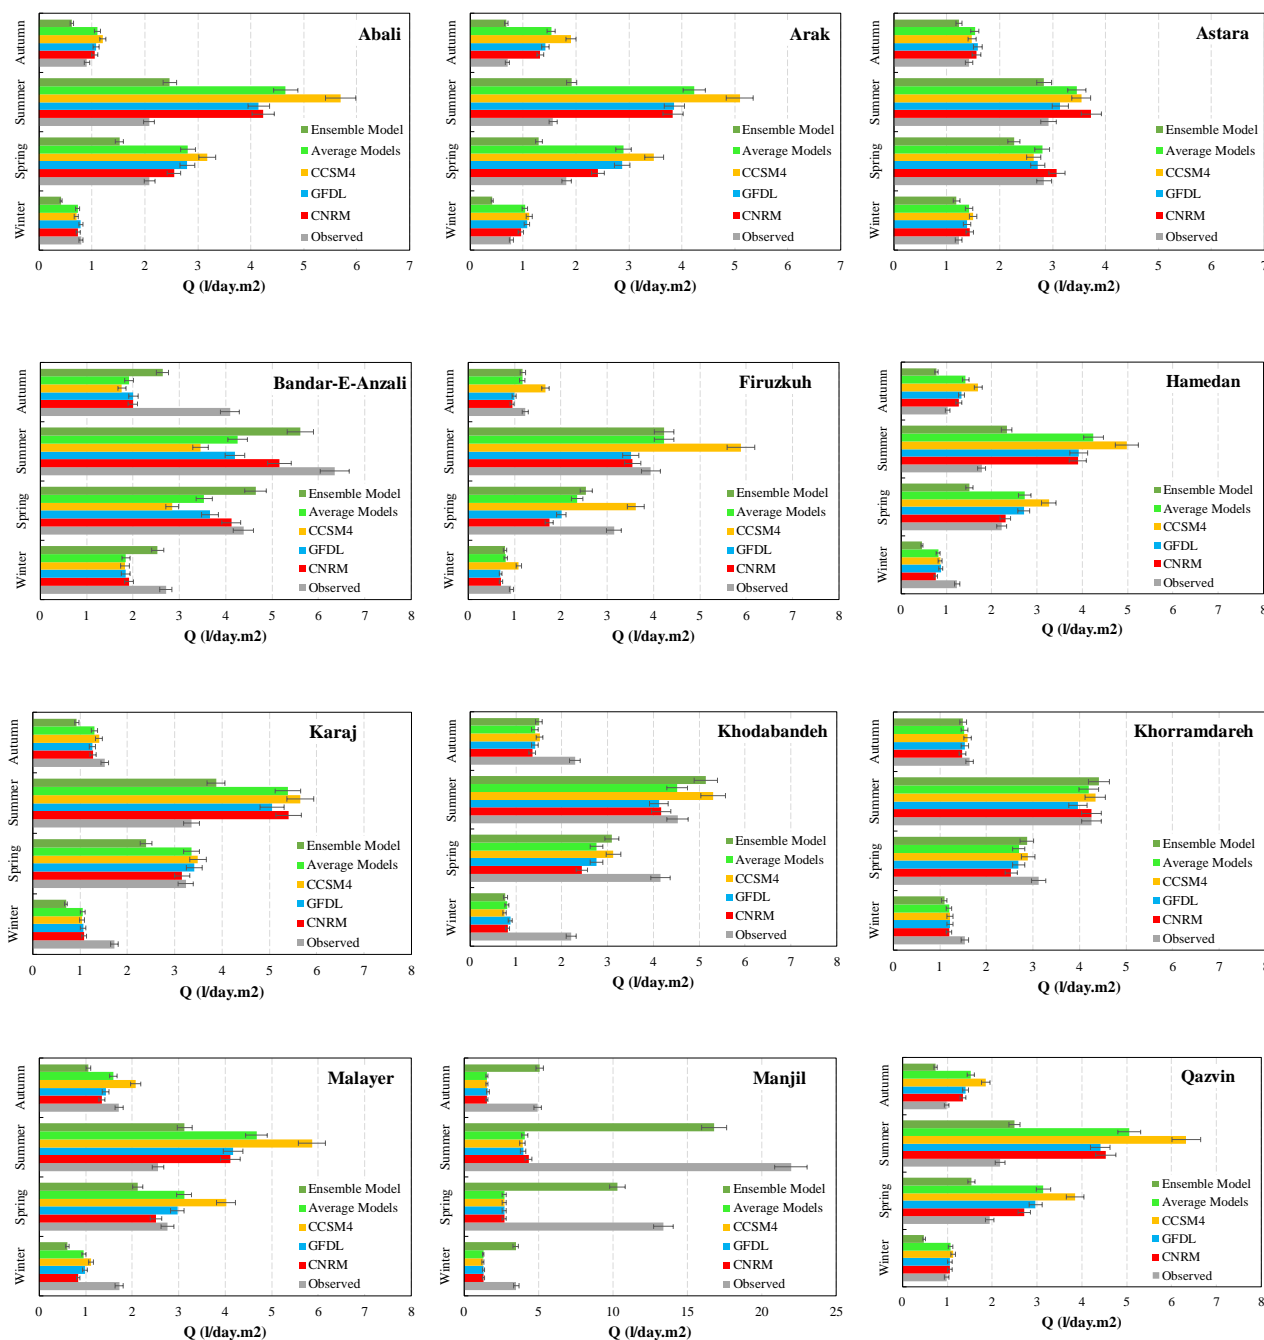 Abali
Autumn
Summer
Spring
Winter
Ensemble Model
Average Models
CCSM4
GFDL
CNRM
Observed
0 1 2 3 4 5 6 7
Q (l/day.m2)
Arak
Autumn
Summer
Spring
Winter
Ensemble Model
Average Models
CCSM4
GFDL
CNRM
Observed
0 1 2 3 4 5 6 7
Q (l/day.m2)
Astara
Autumn
Summer
Spring
Winter
Ensemble Model
Average Models
CCSM4
GFDL
CNRM
Observed
0 1 2 3 4 5 6 7
Q (l/day.m2)
Bandar-E-Anzali
Autumn
Summer
Spring
Winter
Ensemble Model
Average Models
CCSM4
GFDL
CNRM
Observed
0 1 2 3 4 5 6 7 8
Q (l/day.m2)
Firuzkuh
Autumn
Summer
Spring
Winter
Ensemble Model
Average Models
CCSM4
GFDL
CNRM
Observed
0 1 2 3 4 5 6 7 8
Q (l/day.m2)
Hamedan
Autumn
Summer
Spring
Winter
Ensemble Model
Average Models
CCSM4
GFDL
CNRM
Observed
0 1 2 3 4 5 6 7 8
Q (l/day.m2)
Karaj
Autumn
Summer
Spring
Winter
Ensemble Model
Average Models
CCSM4
GFDL
CNRM
Observed
0 1 2 3 4 5 6 7 8
Q (l/day.m2)
Khodabandeh
Autumn
Summer
Spring
Winter
Ensemble Model
Average Models
CCSM4
GFDL
CNRM
Observed
0 1 2 3 4 5 6 7 8
Q (l/day.m2)
Khorramdareh
Autumn
Summer
Spring
Winter
Ensemble Model
Average Models
CCSM4
GFDL
CNRM
Observed
0 1 2 3 4 5 6 7 8
Q (l/day.m2)
Malayer
Autumn
Summer
Spring
Winter
Ensemble Model
Average Models
CCSM4
GFDL
CNRM
Observed
0 1 2 3 4 5 6 7 8
Q (l/day.m2)
Manjil
Autumn
Summer
Spring
Winter
Ensemble Model
Average Models
CCSM4
GFDL
CNRM
Observed
0 5 10 15 20 25
Q (l/day.m2)
Qazvin
Autumn
Summer
Spring
Winter
Ensemble Model
Average Models
CCSM4
GFDL
CNRM
Observed
0 1 2 3 4 5 6 7 8
Q (l/day.m2)